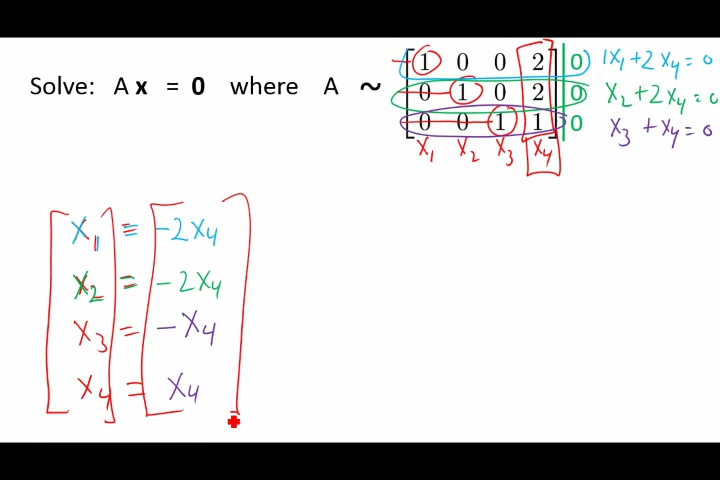 Solve: A x = 0 where A ~
1 0 0 2 0 1x₁ + 2x₄ = 0
0 1 0 2 0 x₂ + 2x₄ = 0
0 0 1 1 0 x₃ + x₄ = 0
x₁ x₂ x₃ x₄
x₁ = -2x₄
x₂ = -2x₄
x₃ = -x₄
x₄ = x₄